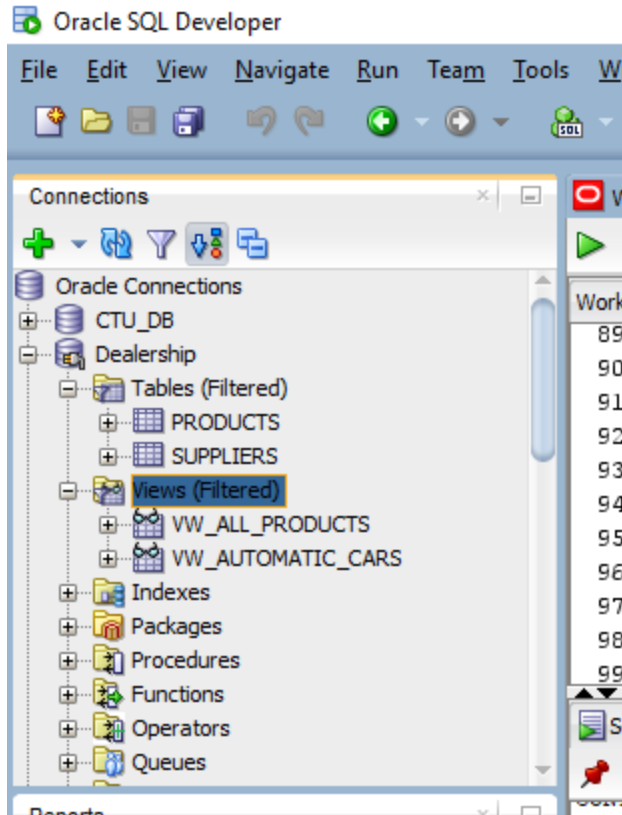 Oracle SQL Developer
File Edit View Navigate Run Team Tools
SQL
Connections
Oracle Connections
CTU_DB
Dealership
Tables (Filtered)
PRODUCTS
SUPPLIERS
Views (Filtered)
VW_ALL_PRODUCTS
VW_AUTOMATIC_CARS
Indexes
Packages
Procedures
Functions
Operators
Queues
Work
89
90
91
92
93
94
95
96
97
98
99
S